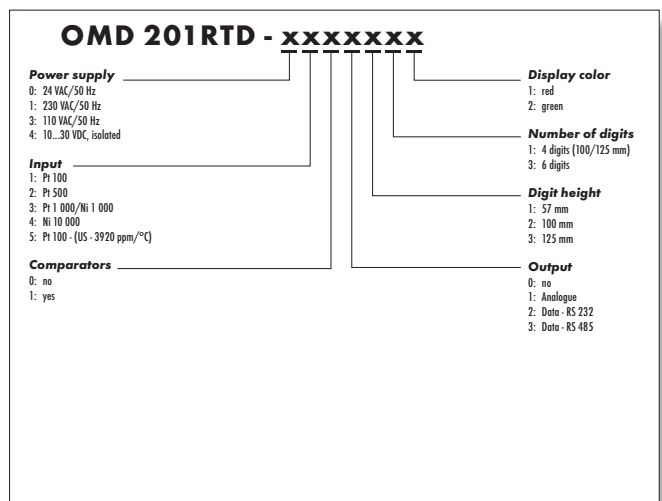 OMD 201RTD - xxxxxxx
Power supply
0: 24 VAC/50 Hz
1: 230 VAC/50 Hz
3: 110 VAC/50 Hz
4: 10...30 VDC, isolated
Input
1: Pt 100
2: Pt 500
3: Pt 1 000/Ni 1 000
4: Ni 10 000
5: Pt 100 - (US - 3920 ppm/°C)
Comparators
0: no
1: yes
Display color
1: red
2: green
Number of digits
1: 4 digits (100/125 mm)
3: 6 digits
Digit height
1: 57 mm
2: 100 mm
3: 125 mm
Output
0: no
1: Analogue
2: Data - RS 232
3: Data - RS 485